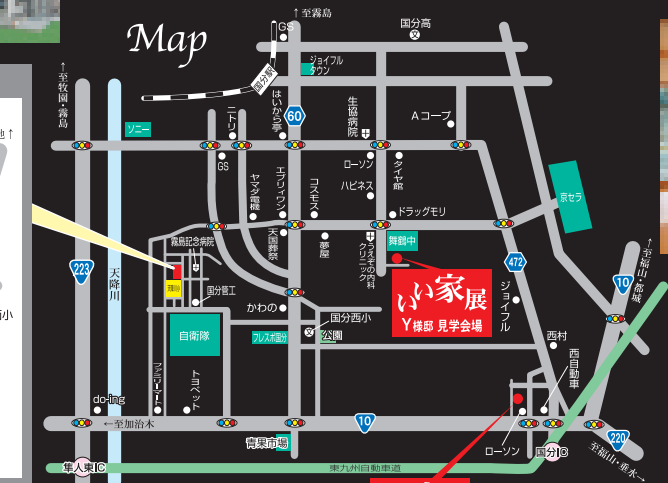 Map
↑至霧島
GS
国分高
文
ジョイフル
タウン
国分駅
↑至牧園・霧島
ソニー
ニトリ
はいから亭
60
生協病院
Aコープ
地↑
GS
ローソン
タイヤ館
ハピネス
京セラ
ヤマダ電機
エブリィワン
コスモス
ドラッグモリ
霧島記念病院
天国葬祭
夢屋
うえぞの内科
クリニック
舞鶴中
223
天降川
472
↑至福山・都城
10
国分管工
いい家展
Y様邸 見学会場
ジョイフル
かわの
国分西小
文
公園
フレスポ国分
自衛隊
西小
西村
西自動車
ファミリーマート
トヨペット
do-ing
←至加治木
10
青果市場
ローソン
国分IC
220
至福山・垂水→
隼人東IC
東九州自動車道